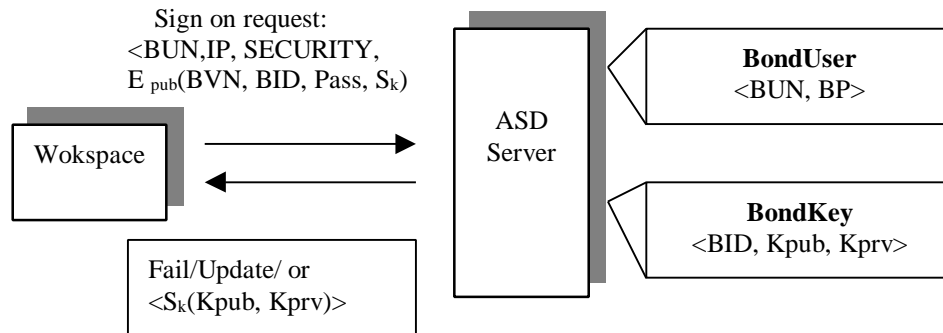 Sign on request:
<BUN,IP, SECURITY,
E pub(BVN, BID, Pass, Sk)
Wokspace
ASD
Server
BondUser
<BUN, BP>
BondKey
<BID, Kpub, Kprv>
Fail/Update/ or
<Sk(Kpub, Kprv)>